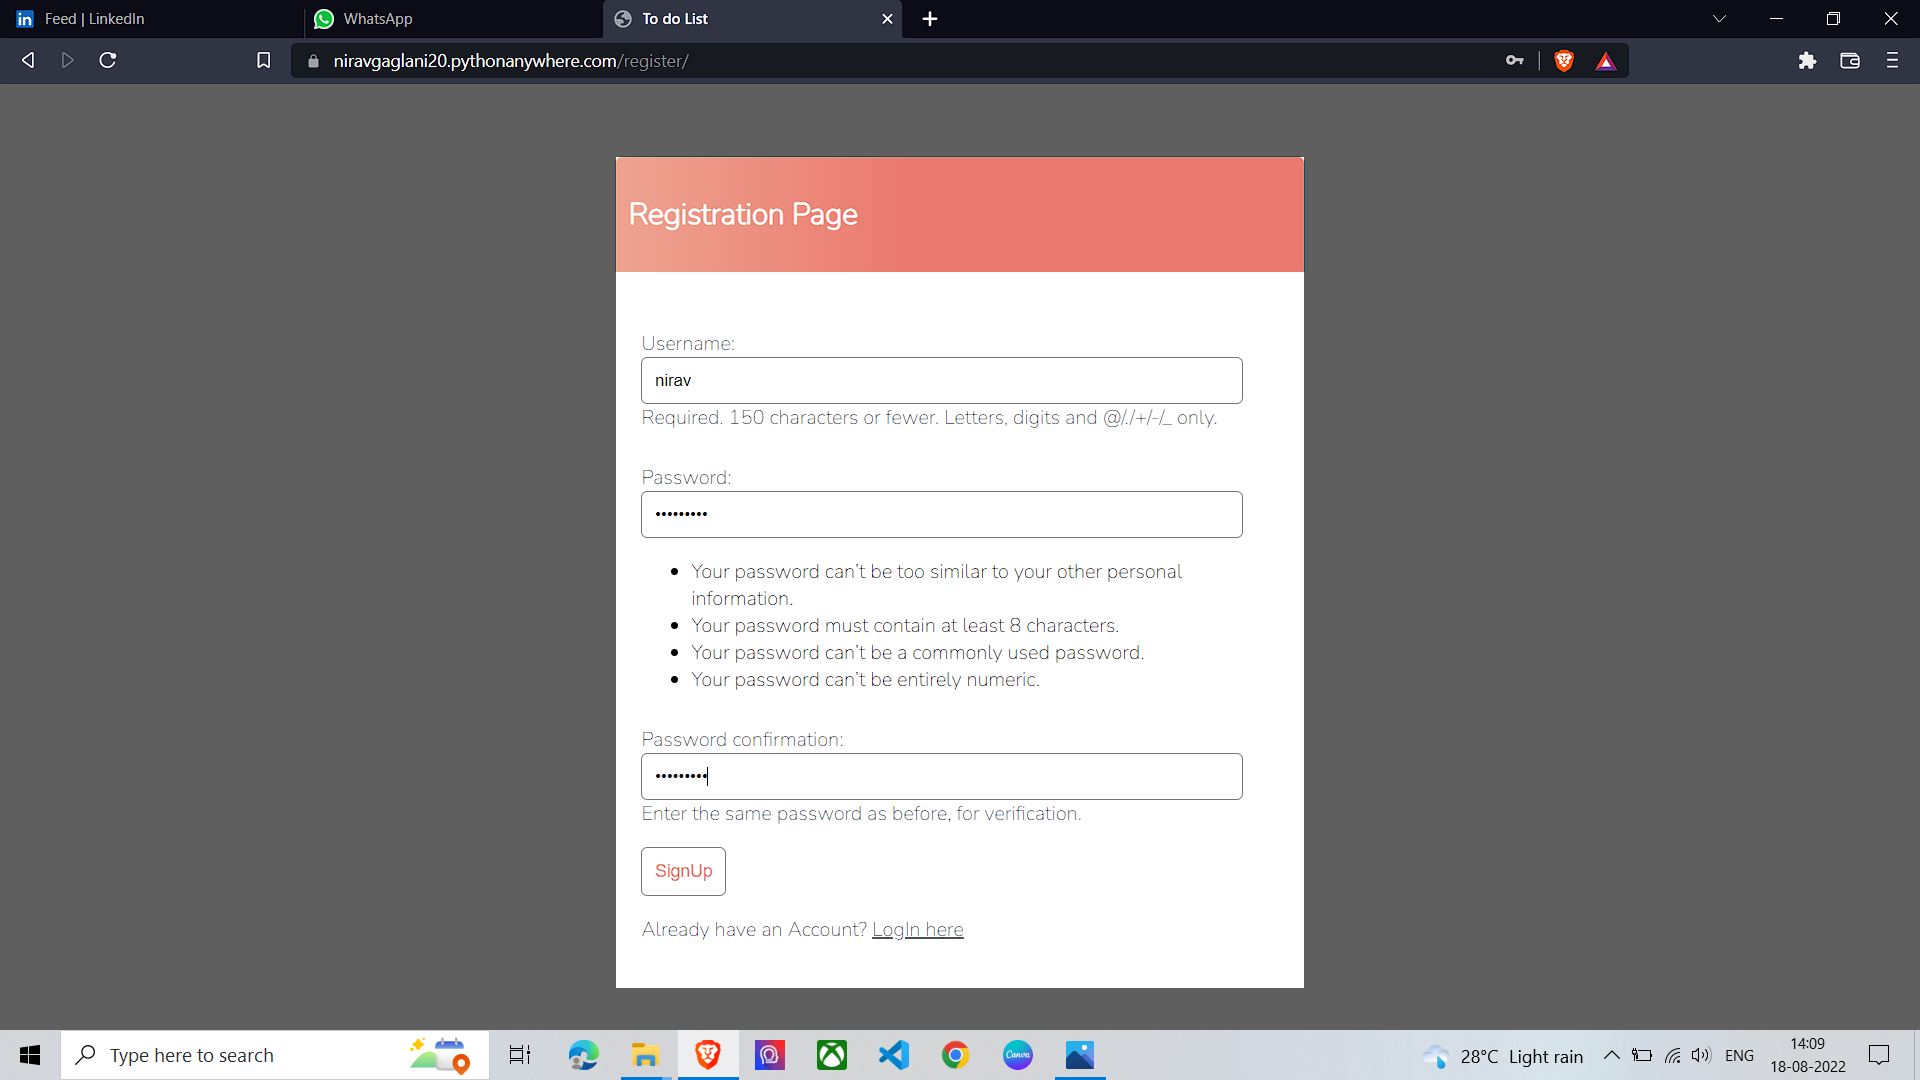 Feed | LinkedIn
WhatsApp
To do List
niravgaglani20.pythonanywhere.com/register/
Registration Page
Username:
nirav
Required. 150 characters or fewer. Letters, digits and @/./+/-/_ only.
Password:
•••••••••
Your password can't be too similar to your other personal
information.
Your password must contain at least 8 characters.
Your password can't be a commonly used password.
Your password can't be entirely numeric.
Password confirmation:
•••••••••
Enter the same password as before, for verification.
SignUp
Already have an Account? LogIn here
Type here to search
Canva
28°C Light rain
ENG
14:09
18-08-2022